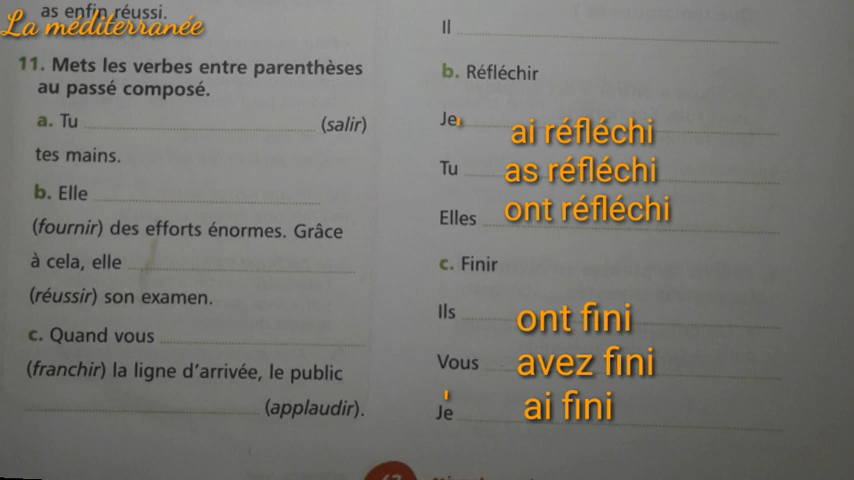 as enfin réussi.
La méditerranée
11. Mets les verbes entre parenthèses
au passé composé.
a. Tu (salir)
tes mains.
b. Elle
(fournir) des efforts énormes. Grâce
à cela, elle
(réussir) son examen.
c. Quand vous
(franchir) la ligne d'arrivée, le public
(applaudir).
Il
b. Réfléchir
Je, ai réfléchi
Tu as réfléchi
Elles ont réfléchi
c. Finir
Ils ont fini
Vous avez fini
Je ' ai fini